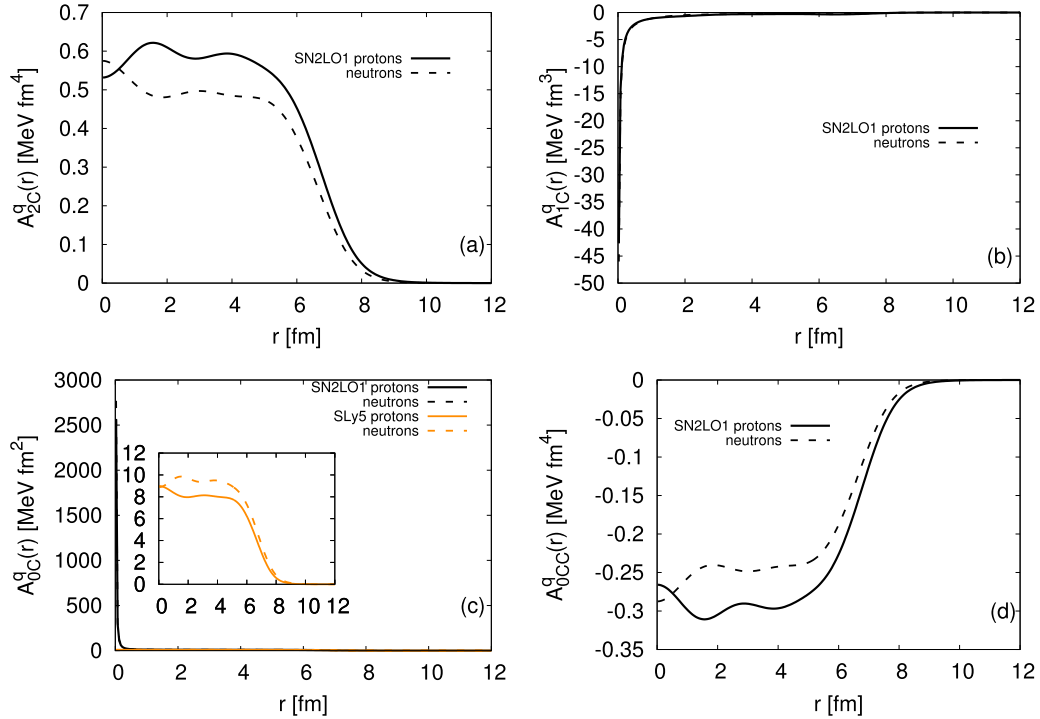 0.7
0.6
0.5
0.4
0.3
0.2
0.1
0
A^q_2C(r) [MeV fm^4]
SN2LO1 protons
neutrons
(a)
0 2 4 6 8 10 12
r [fm]
0
-5
-10
-15
-20
-25
-30
-35
-40
-45
-50
A^q_1C(r) [MeV fm^3]
SN2LO1 protons
neutrons
(b)
0 2 4 6 8 10 12
r [fm]
3000
2500
2000
1500
1000
500
0
A^q_0C(r) [MeV fm^2]
SN2LO1 protons
neutrons
SLy5 protons
neutrons
12
10
8
6
4
2
0
0 2 4 6 8 10 12
(c)
0 2 4 6 8 10 12
r [fm]
0
-0.05
-0.1
-0.15
-0.2
-0.25
-0.3
-0.35
A^q_0CC(r) [MeV fm^4]
SN2LO1 protons
neutrons
(d)
0 2 4 6 8 10 12
r [fm]